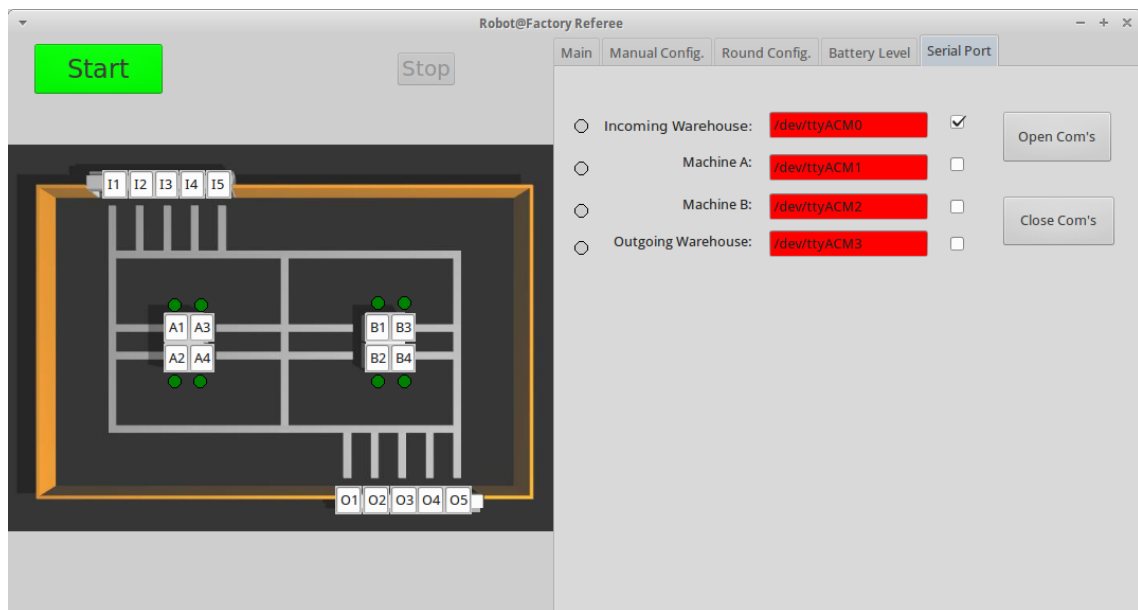 Robot@Factory Referee
Start
Stop
Main Manual Config. Round Config. Battery Level Serial Port
Incoming Warehouse: /dev/ttyACM0
Open Com's
Machine A: /dev/ttyACM1
Machine B: /dev/ttyACM2
Close Com's
Outgoing Warehouse: /dev/ttyACM3
I1 I2 I3 I4 I5
A1 A3 B1 B3
A2 A4 B2 B4
O1 O2 O3 O4 O5